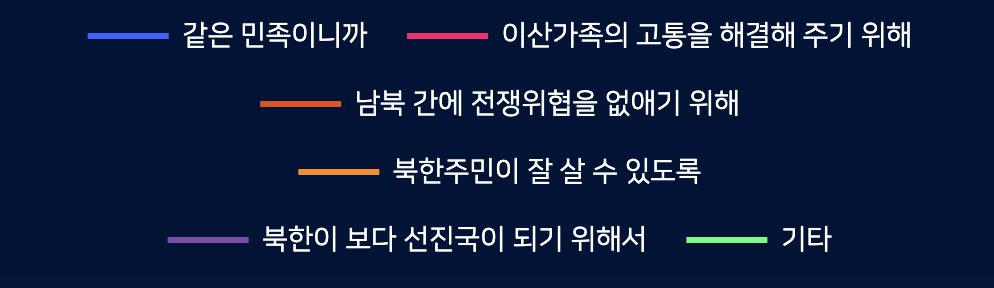 같은 민족이니까 이산가족의 고통을 해결해 주기 위해
남북 간에 전쟁위협을 없애기 위해
북한주민이 잘 살 수 있도록
북한이 보다 선진국이 되기 위해서 기타